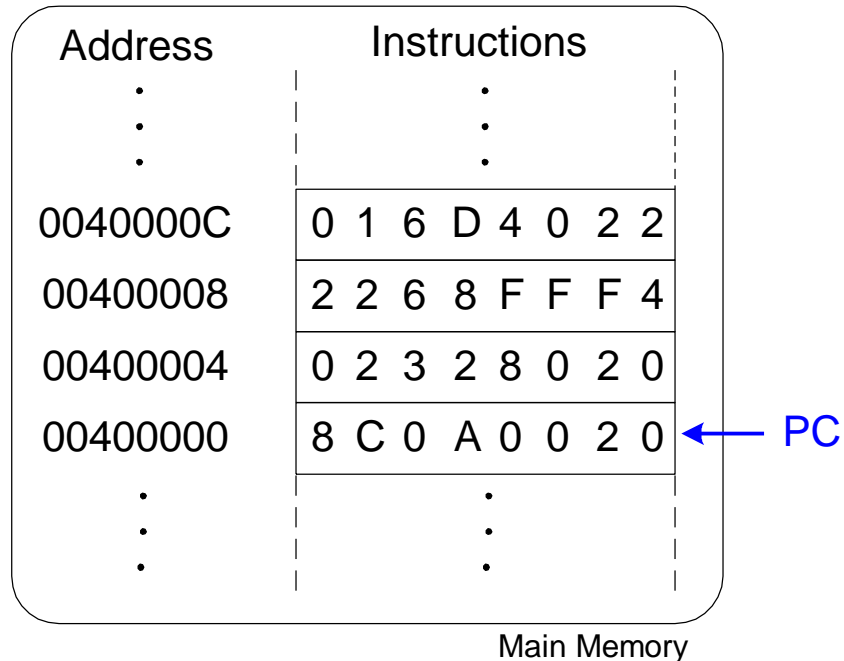 Address Instructions
0040000C 0 1 6 D 4 0 2 2
00400008 2 2 6 8 F F F 4
00400004 0 2 3 2 8 0 2 0
00400000 8 C 0 A 0 0 2 0 PC
Main Memory